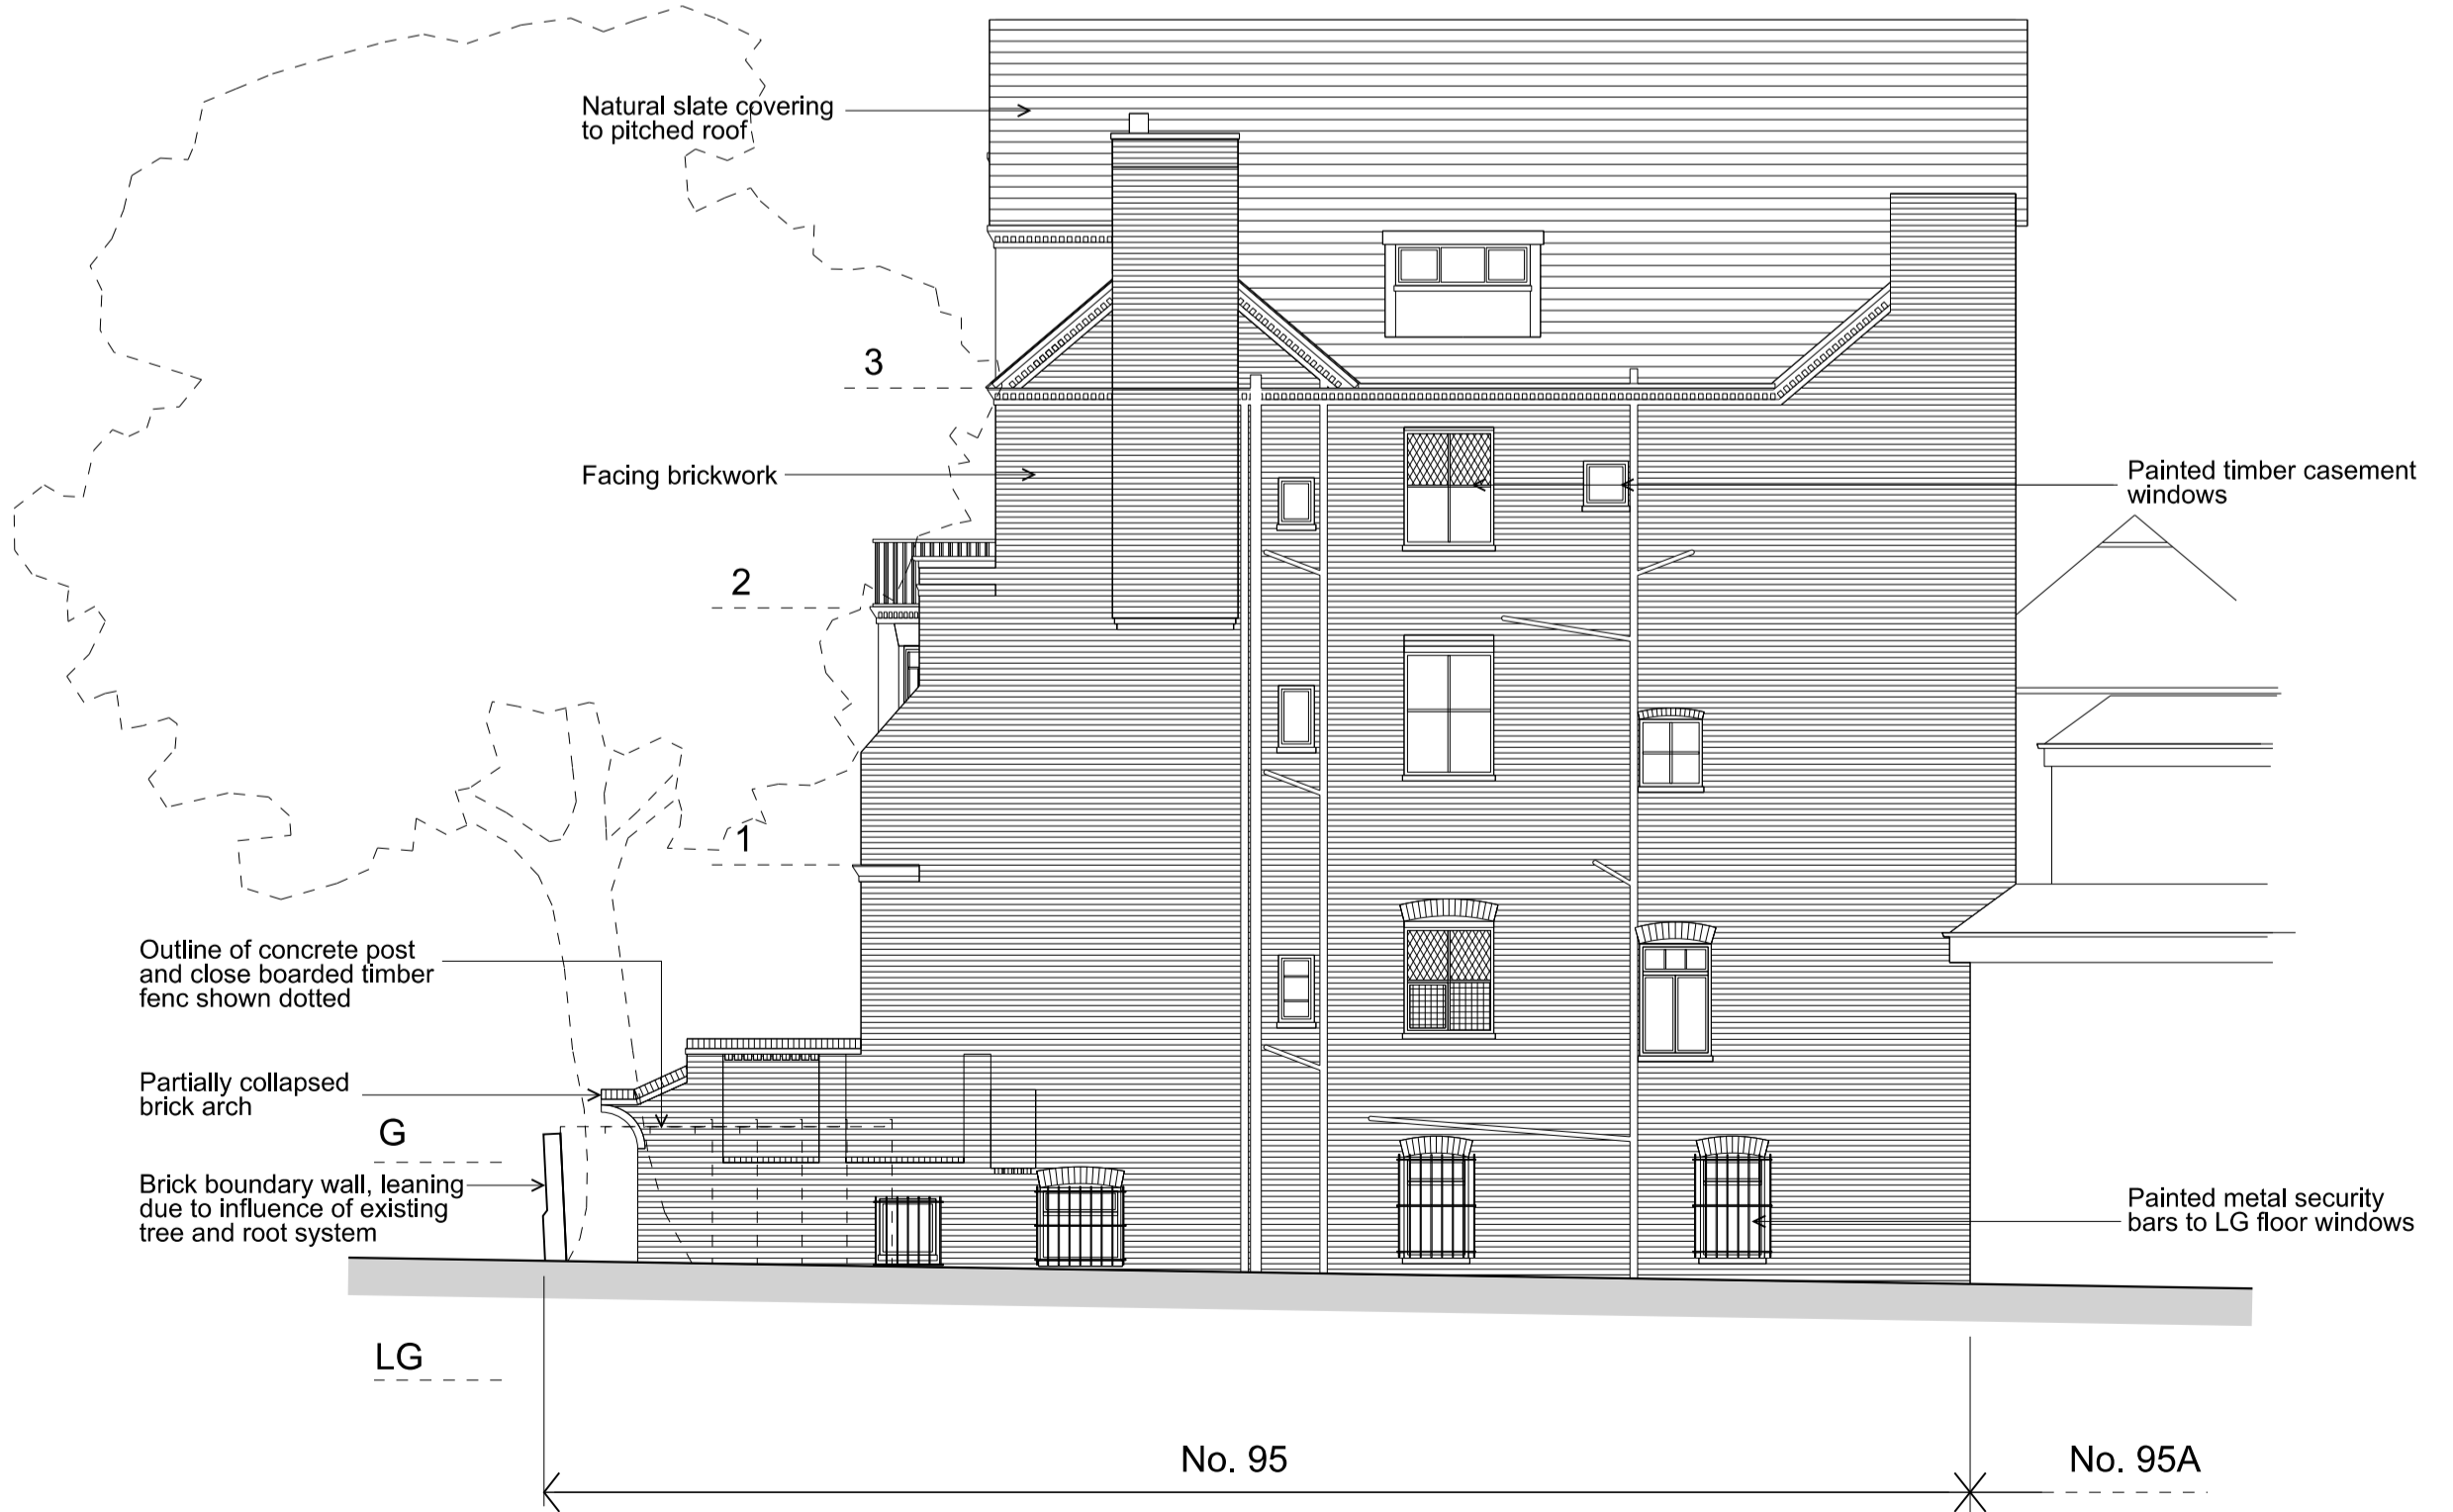 Natural slate covering
to pitched roof
3
Facing brickwork
Painted timber casement
windows
2
1
Outline of concrete post
and close boarded timber
fenc shown dotted
Partially collapsed
brick arch
G
Brick boundary wall, leaning
due to influence of existing
tree and root system
Painted metal security
bars to LG floor windows
LG
No. 95
No. 95A